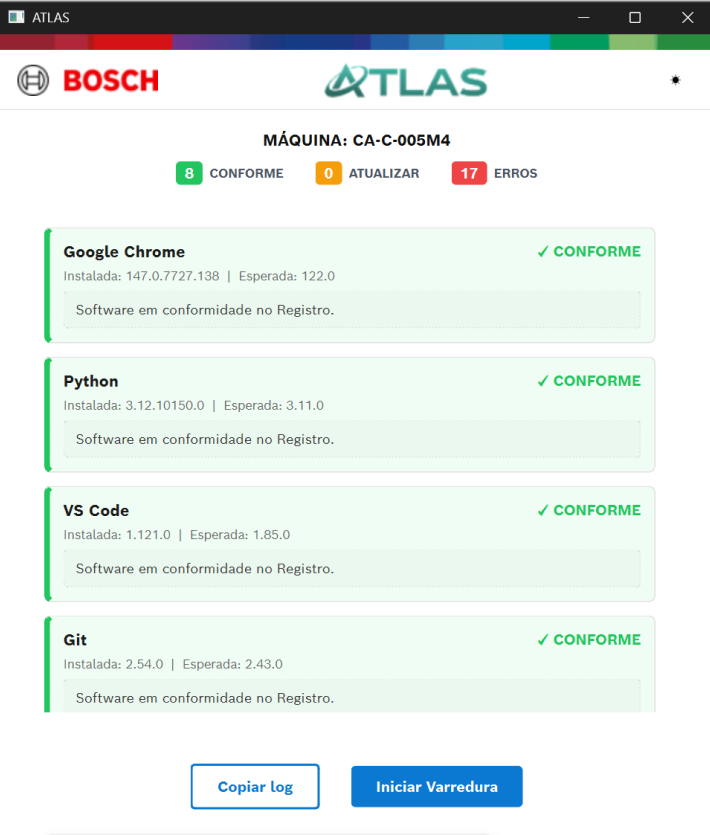 ATLAS
BOSCH
ATLAS
MÁQUINA: CA-C-005M4
8 CONFORME 0 ATUALIZAR 17 ERROS
Google Chrome ✓ CONFORME
Instalada: 147.0.7727.138 | Esperada: 122.0
Software em conformidade no Registro.
Python ✓ CONFORME
Instalada: 3.12.10150.0 | Esperada: 3.11.0
Software em conformidade no Registro.
VS Code ✓ CONFORME
Instalada: 1.121.0 | Esperada: 1.85.0
Software em conformidade no Registro.
Git ✓ CONFORME
Instalada: 2.54.0 | Esperada: 2.43.0
Software em conformidade no Registro.
Copiar log Iniciar Varredura